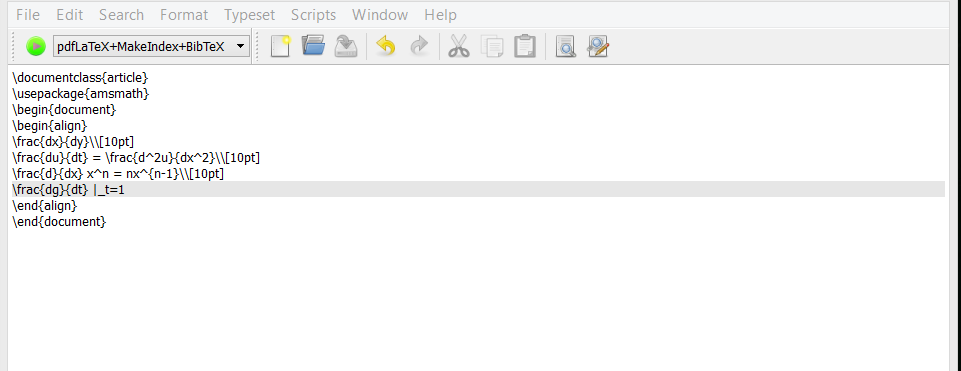 File Edit Search Format Typeset Scripts Window Help
pdfLaTeX+MakeIndex+BibTeX
\documentclass{article}
\usepackage{amsmath}
\begin{document}
\begin{align}
\frac{dx}{dy}\\[10pt]
\frac{du}{dt} = \frac{d^2u}{dx^2}\\[10pt]
\frac{d}{dx} x^n = nx^{n-1}\\[10pt]
\frac{dg}{dt} |_t=1
\end{align}
\end{document}